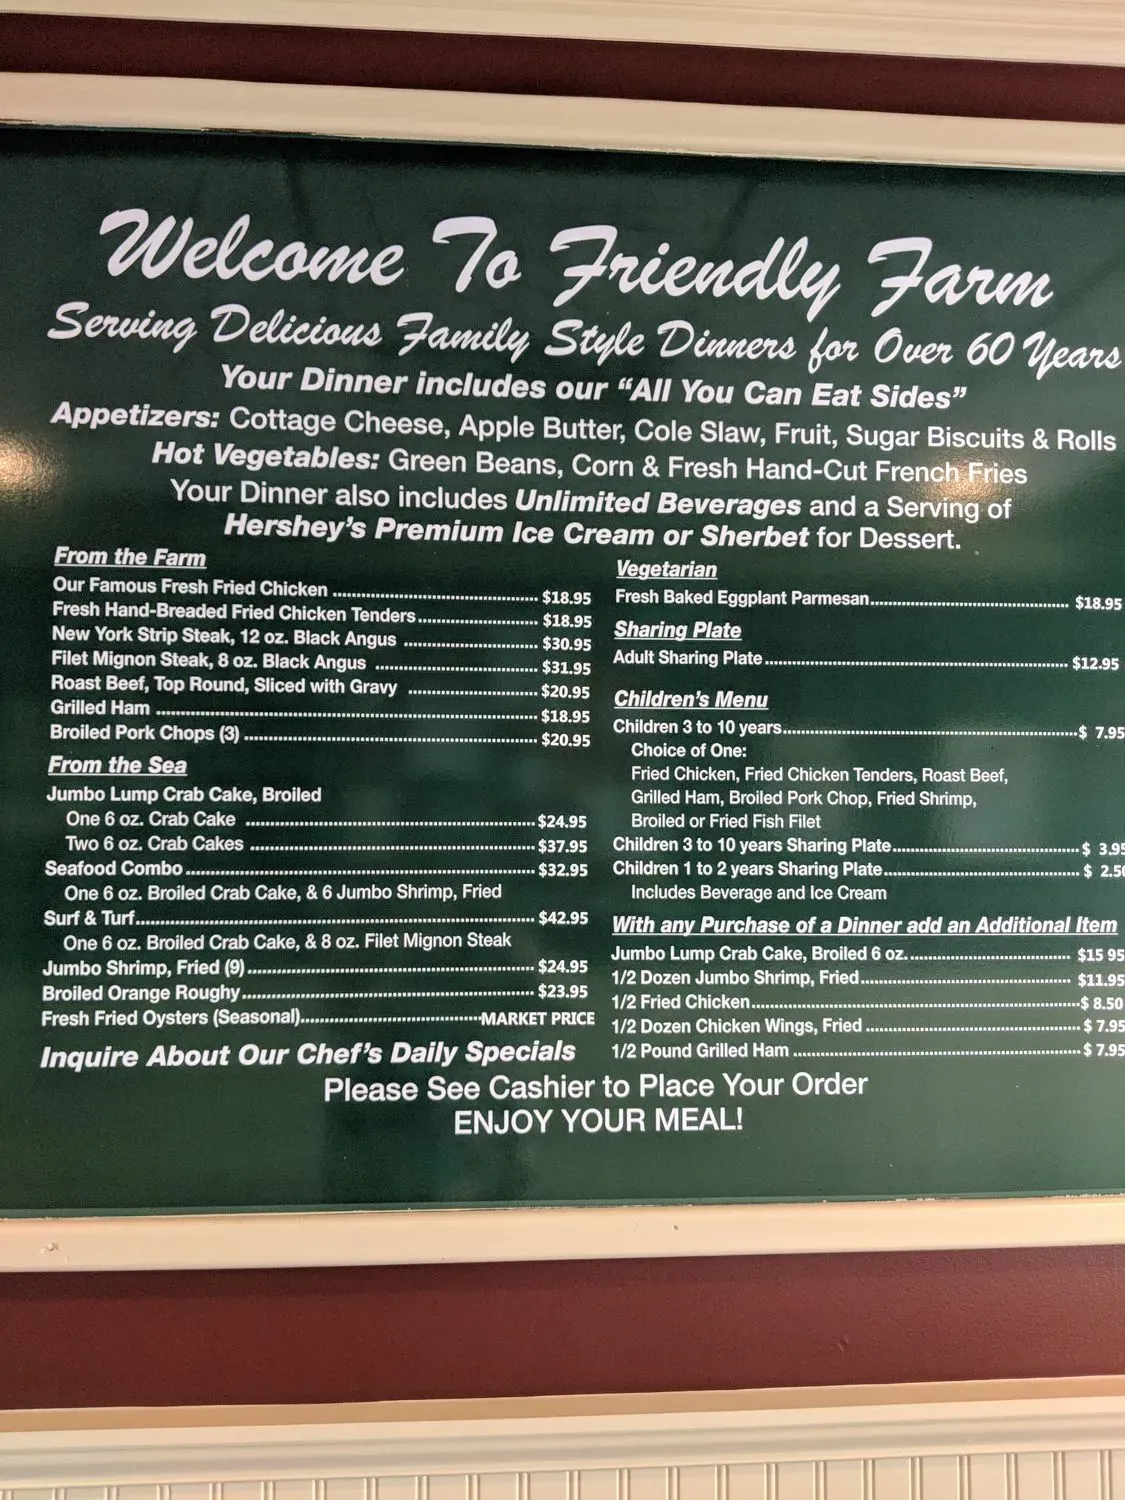 Welcome To Friendly Farm
Serving Delicious Family Style Dinners for Over 60 Years
Your Dinner includes our “All You Can Eat Sides”
Appetizers: Cottage Cheese, Apple Butter, Cole Slaw, Fruit, Sugar Biscuits & Rolls
Hot Vegetables: Green Beans, Corn & Fresh Hand-Cut French Fries
Your Dinner also includes Unlimited Beverages and a Serving of
Hershey’s Premium Ice Cream or Sherbet for Dessert.
From the Farm
Our Famous Fresh Fried Chicken ........ $18.95
Fresh Hand-Breaded Fried Chicken Tenders........ $18.95
New York Strip Steak, 12 oz. Black Angus ........ $30.95
Filet Mignon Steak, 8 oz. Black Angus ........ $31.95
Roast Beef, Top Round, Sliced with Gravy ........ $20.95
Grilled Ham ........ $18.95
Broiled Pork Chops (3) ........ $20.95
From the Sea
Jumbo Lump Crab Cake, Broiled
One 6 oz. Crab Cake ........ $24.95
Two 6 oz. Crab Cakes ........ $37.95
Seafood Combo ........ $32.95
One 6 oz. Broiled Crab Cake, & 6 Jumbo Shrimp, Fried
Surf & Turf........ $42.95
One 6 oz. Broiled Crab Cake, & 8 oz. Filet Mignon Steak
Jumbo Shrimp, Fried (9)........ $24.95
Broiled Orange Roughy........ $23.95
Fresh Fried Oysters (Seasonal)........MARKET PRICE
Inquire About Our Chef’s Daily Specials
Vegetarian
Fresh Baked Eggplant Parmesan........ $18.95
Sharing Plate
Adult Sharing Plate........ $12.95
Children’s Menu
Children 3 to 10 years........$ 7.95
Choice of One:
Fried Chicken, Fried Chicken Tenders, Roast Beef,
Grilled Ham, Broiled Pork Chop, Fried Shrimp,
Broiled or Fried Fish Filet
Children 3 to 10 years Sharing Plate........$ 3.95
Children 1 to 2 years Sharing Plate........ $ 2.50
Includes Beverage and Ice Cream
With any Purchase of a Dinner add an Additional Item
Jumbo Lump Crab Cake, Broiled 6 oz. ........ $15 95
1/2 Dozen Jumbo Shrimp, Fried........ $11.95
1/2 Fried Chicken........$ 8.50
1/2 Dozen Chicken Wings, Fried ........ $ 7.95
1/2 Pound Grilled Ham ........ $ 7.95
Please See Cashier to Place Your Order
ENJOY YOUR MEAL!